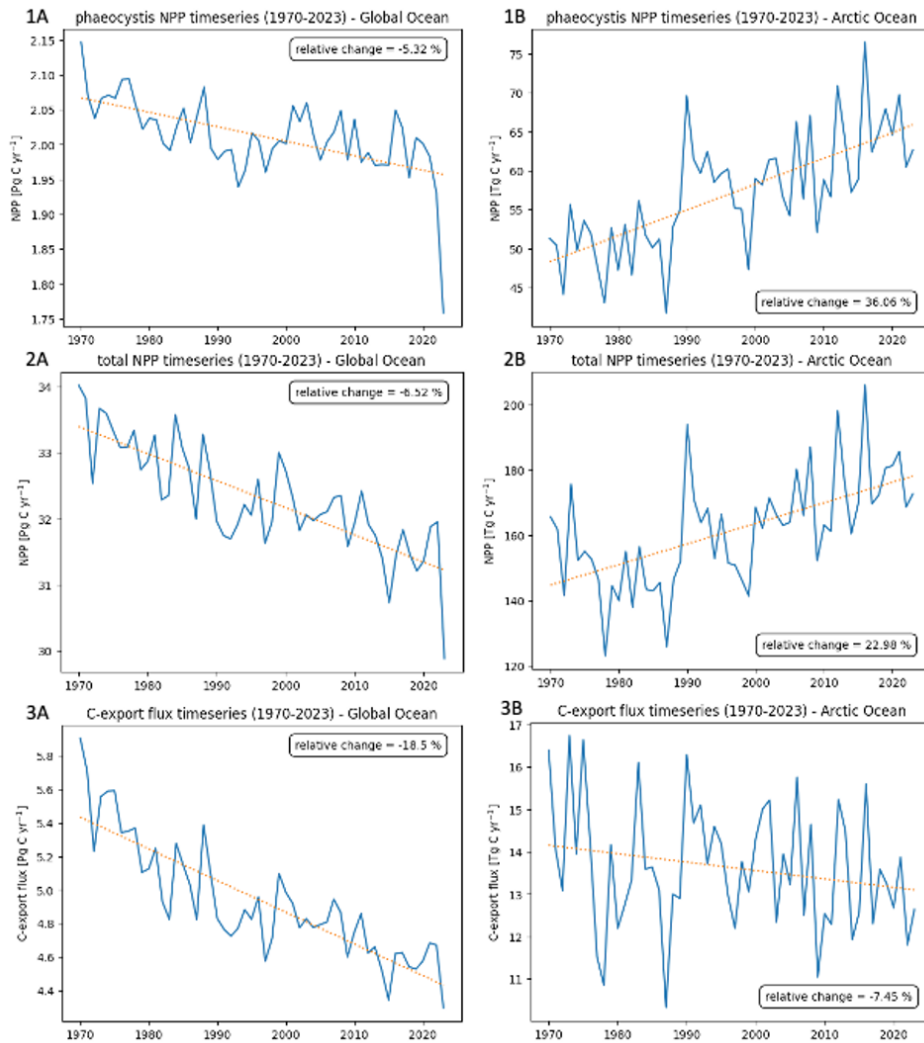 1A phaeocystis NPP timeseries (1970-2023) - Global Ocean
relative change = -5.32 %
NPP [Pg C yr⁻¹]
2.15
2.10
2.05
2.00
1.95
1.90
1.85
1.80
1.75
1970 1980 1990 2000 2010 2020
1B phaeocystis NPP timeseries (1970-2023) - Arctic Ocean
NPP [Tg C yr⁻¹]
75
70
65
60
55
50
45
relative change = 36.06 %
1970 1980 1990 2000 2010 2020
2A total NPP timeseries (1970-2023) - Global Ocean
relative change = -6.52 %
NPP [Pg C yr⁻¹]
34
33
32
31
30
1970 1980 1990 2000 2010 2020
2B total NPP timeseries (1970-2023) - Arctic Ocean
NPP [Tg C yr⁻¹]
200
180
160
140
120
relative change = 22.98 %
1970 1980 1990 2000 2010 2020
3A C-export flux timeseries (1970-2023) - Global Ocean
relative change = -18.5 %
C-export flux [Pg C yr⁻¹]
5.8
5.6
5.4
5.2
5.0
4.8
4.6
4.4
1970 1980 1990 2000 2010 2020
3B C-export flux timeseries (1970-2023) - Arctic Ocean
C-export flux [Tg C yr⁻¹]
17
16
15
14
13
12
11
relative change = -7.45 %
1970 1980 1990 2000 2010 2020